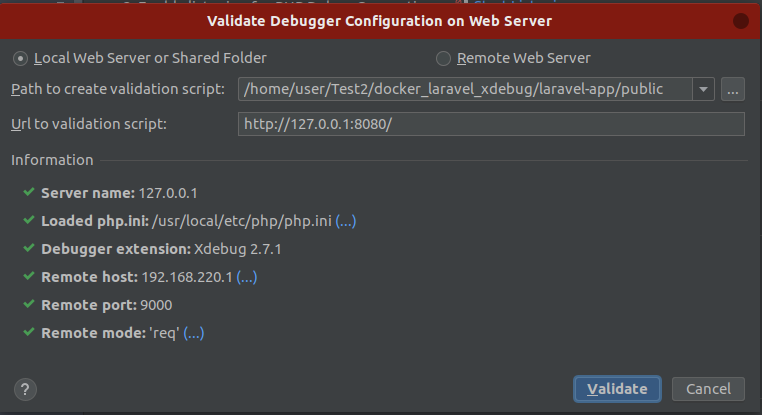 Validate Debugger Configuration on Web Server
Local Web Server or Shared Folder Remote Web Server
Path to create validation script: /home/user/Test2/docker_laravel_xdebug/laravel-app/public ...
Url to validation script: http://127.0.0.1:8080/
Information
Server name: 127.0.0.1
Loaded php.ini: /usr/local/etc/php/php.ini (...)
Debugger extension: Xdebug 2.7.1
Remote host: 192.168.220.1 (...)
Remote port: 9000
Remote mode: 'req' (...)
? Validate Cancel